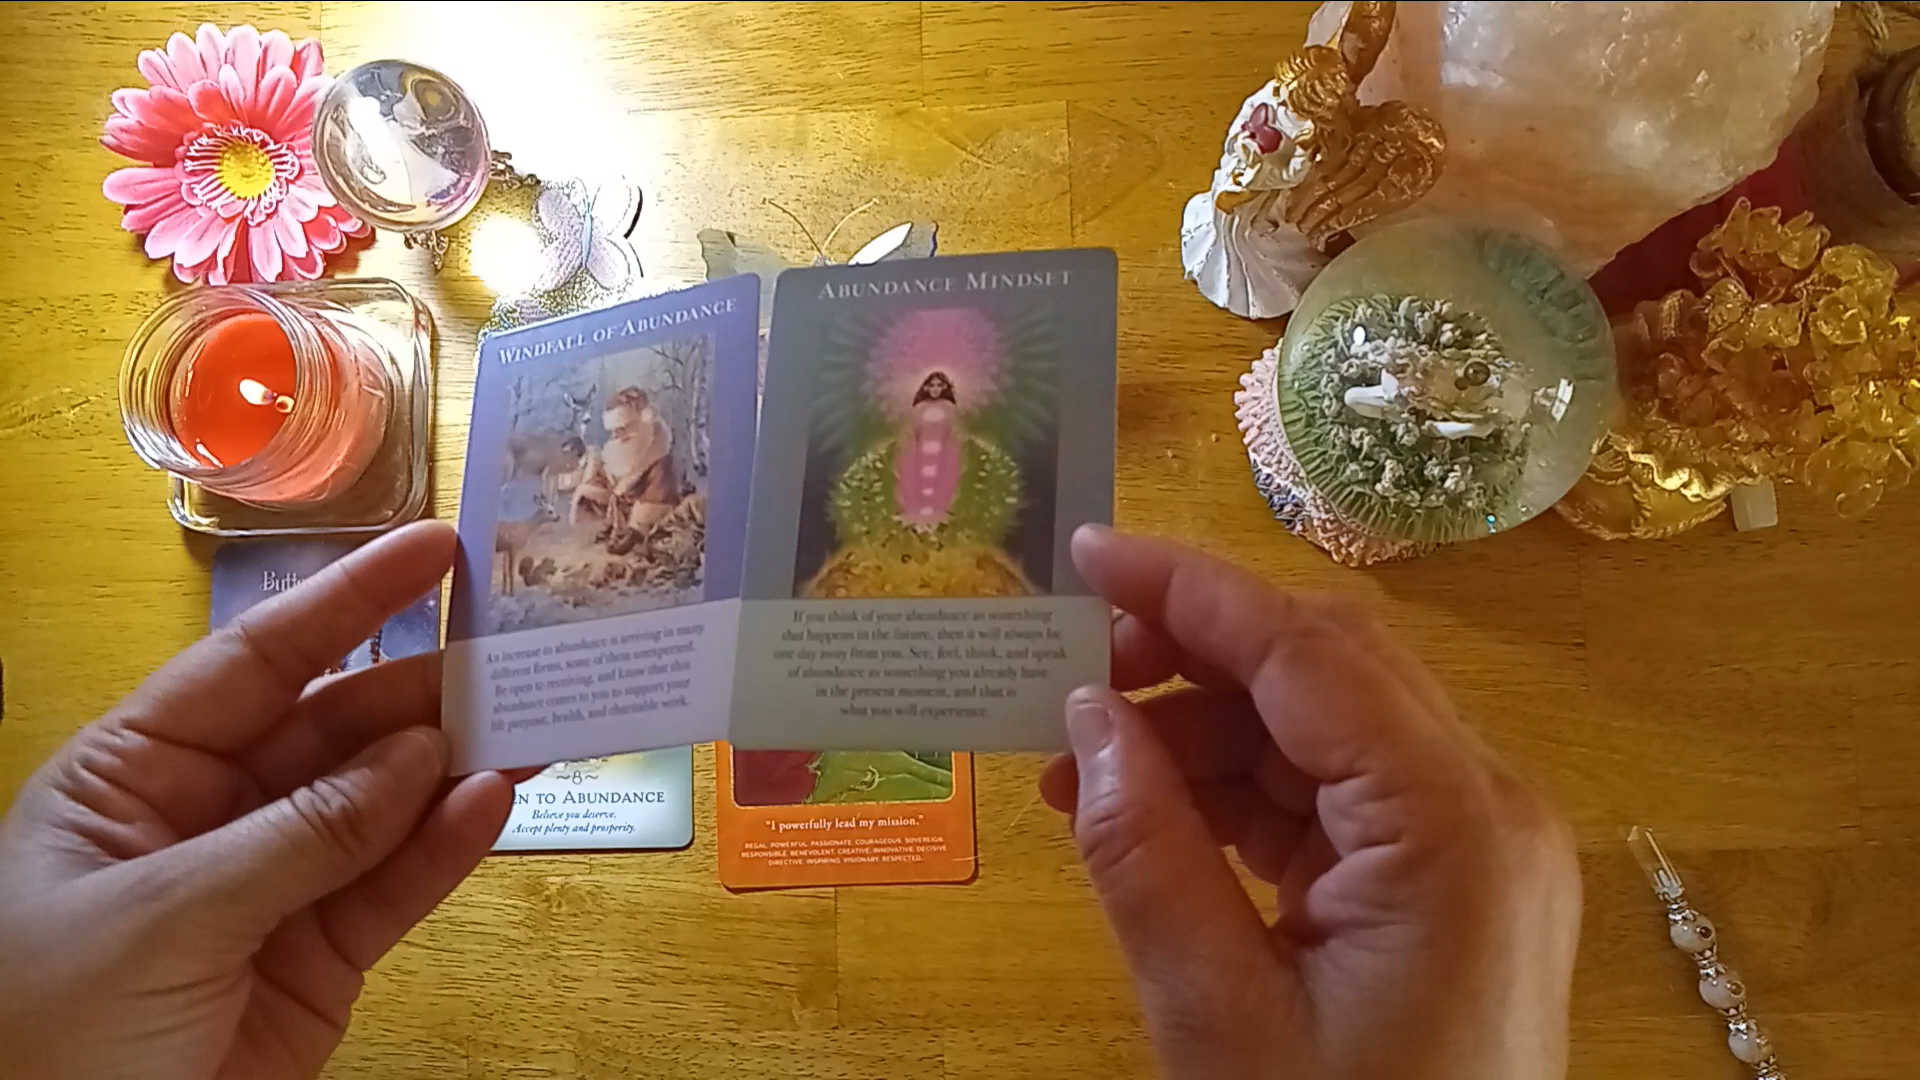 WINDFALL OF ABUNDANCE
An increase in abundance is arriving in many
different forms, some of them unexpected.
Be open to receiving, and know that this
abundance comes to you to support your
life purpose, health, and charitable work.
ABUNDANCE MINDSET
If you think of your abundance as something
that happens in the future, then it will always be
one day away from you. See, feel, think, and speak
of abundance as something you already have
in the present moment, and that is
what you will experience.
Butt
~8~
EN TO ABUNDANCE
Believe you deserve.
Accept plenty and prosperity.
"I powerfully lead my mission."
REGAL, POWERFUL, PASSIONATE, COURAGEOUS, SOVEREIGN,
RESPONSIBLE, BENEVOLENT, CREATIVE, INNOVATIVE, DECISIVE
DIRECTIVE, INSPIRING, VISIONARY, RESPECTED.